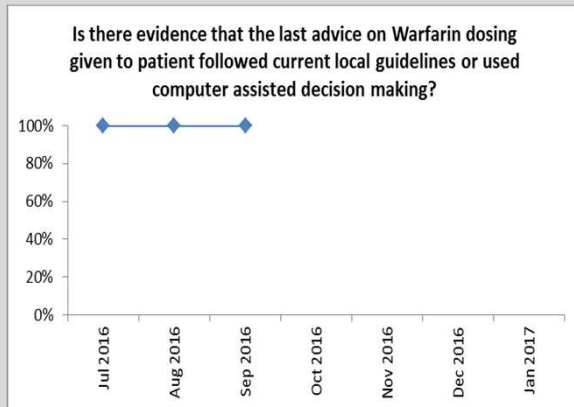 Is there evidence that the last advice on Warfarin dosing
given to patient followed current local guidelines or used
computer assisted decision making?
100%
80%
60%
40%
20%
0%
Jul 2016
Aug 2016
Sep 2016
Oct 2016
Nov 2016
Dec 2016
Jan 2017